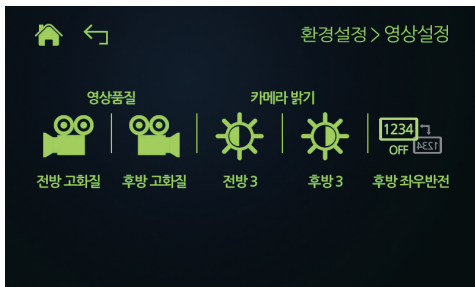 환경설정 > 영상설정
영상품질
카메라 밝기
1234
OFF 1234
전방 고화질
후방 고화질
전방 3
후방 3
후방 좌우반전